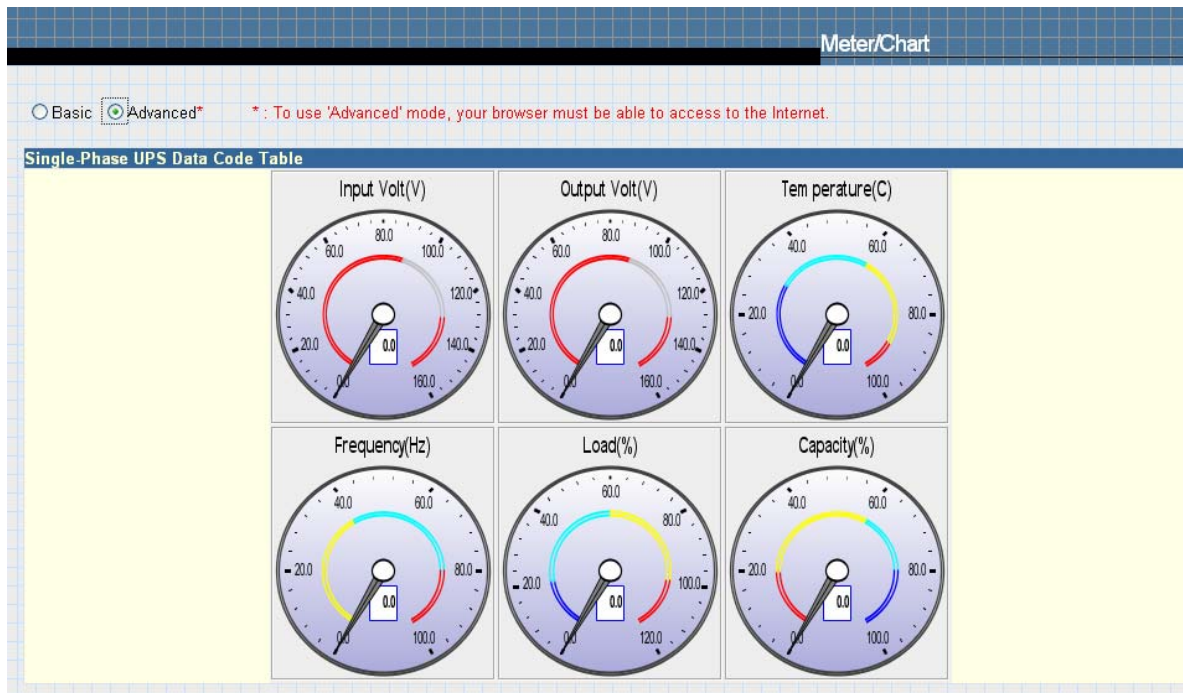 Meter/Chart
Basic Advanced* * : To use 'Advanced' mode, your browser must be able to access to the Internet.
Single-Phase UPS Data Code Table
Input Volt(V)
0.0 20.0 40.0 60.0 80.0 100.0 120.0 140.0 160.0
0.0
Output Volt(V)
0.0 20.0 40.0 60.0 80.0 100.0 120.0 140.0 160.0
0.0
Tem perature(C)
0.0 20.0 40.0 60.0 80.0 100.0
0.0
Frequency(Hz)
0.0 20.0 40.0 60.0 80.0 100.0
0.0
Load(%)
0.0 20.0 40.0 60.0 80.0 100.0 120.0
0.0
Capacity(%)
0.0 20.0 40.0 60.0 80.0 100.0
0.0